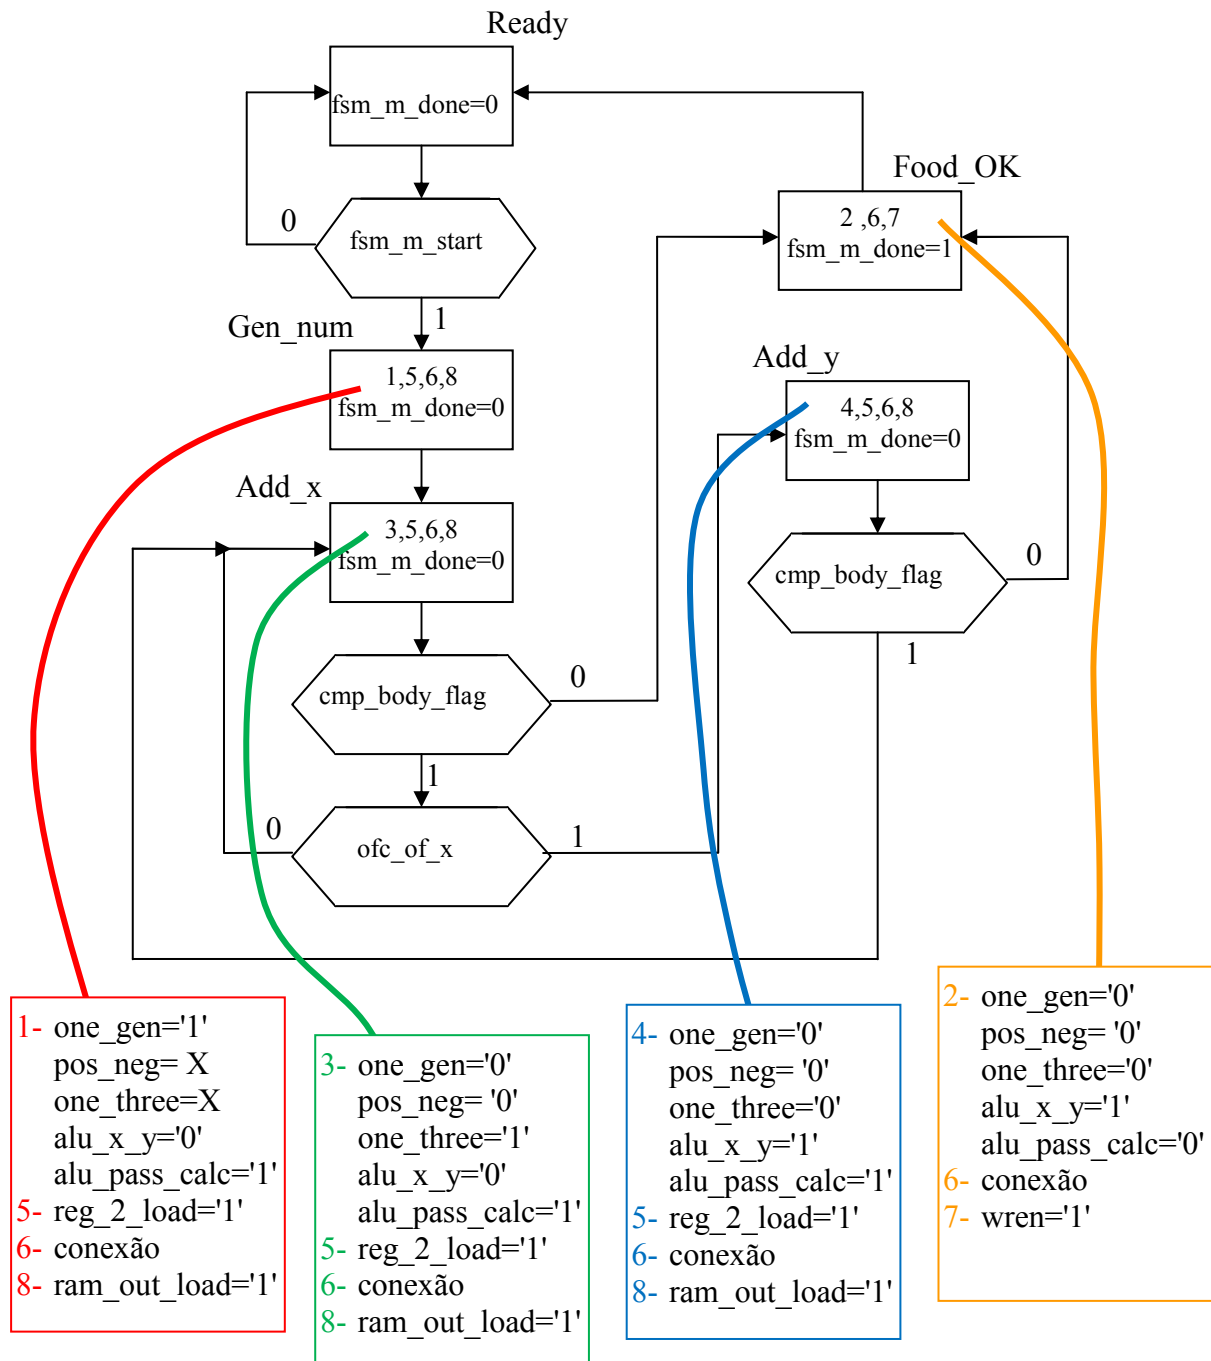 Ready
fsm_m_done=0
0
fsm_m_start
1
Food_OK
2 ,6,7
fsm_m_done=1
Gen_num
1,5,6,8
fsm_m_done=0
Add_y
4,5,6,8
fsm_m_done=0
Add_x
3,5,6,8
fsm_m_done=0
cmp_body_flag
0
1
cmp_body_flag
0
1
0
ofc_of_x
1
1- one_gen='1'
pos_neg= X
one_three=X
alu_x_y='0'
alu_pass_calc='1'
5- reg_2_load='1'
6- conexão
8- ram_out_load='1'
3- one_gen='0'
pos_neg= '0'
one_three='1'
alu_x_y='0'
alu_pass_calc='1'
5- reg_2_load='1'
6- conexão
8- ram_out_load='1'
4- one_gen='0'
pos_neg= '0'
one_three='0'
alu_x_y='1'
alu_pass_calc='1'
5- reg_2_load='1'
6- conexão
8- ram_out_load='1'
2- one_gen='0'
pos_neg= '0'
one_three='0'
alu_x_y='1'
alu_pass_calc='0'
6- conexão
7- wren='1'